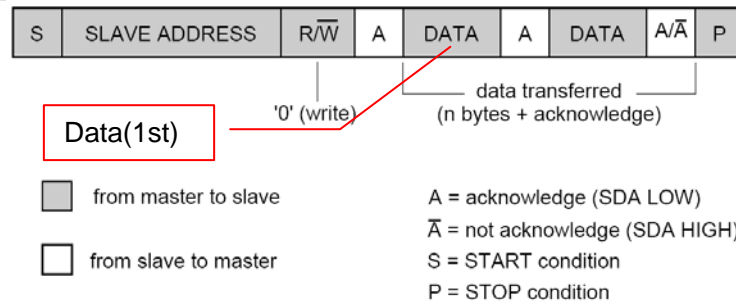 S SLAVE ADDRESS R/W̅ A DATA A DATA A/A̅ P
data transferred
'0' (write)
(n bytes + acknowledge)
Data(1st)
from master to slave
A = acknowledge (SDA LOW)
A̅ = not acknowledge (SDA HIGH)
from slave to master
S = START condition
P = STOP condition